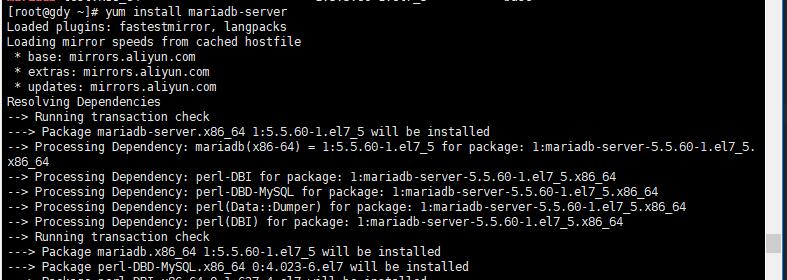 [root@gdy ~]# yum install mariadb-server
Loaded plugins: fastestmirror, langpacks
Loading mirror speeds from cached hostfile
 * base: mirrors.aliyun.com
 * extras: mirrors.aliyun.com
 * updates: mirrors.aliyun.com
Resolving Dependencies
--> Running transaction check
---> Package mariadb-server.x86_64 1:5.5.60-1.el7_5 will be installed
--> Processing Dependency: mariadb(x86-64) = 1:5.5.60-1.el7_5 for package: 1:mariadb-server-5.5.60-1.el7_5.
x86_64
--> Processing Dependency: perl-DBI for package: 1:mariadb-server-5.5.60-1.el7_5.x86_64
--> Processing Dependency: perl-DBD-MySQL for package: 1:mariadb-server-5.5.60-1.el7_5.x86_64
--> Processing Dependency: perl(Data::Dumper) for package: 1:mariadb-server-5.5.60-1.el7_5.x86_64
--> Processing Dependency: perl(DBI) for package: 1:mariadb-server-5.5.60-1.el7_5.x86_64
--> Running transaction check
---> Package mariadb.x86_64 1:5.5.60-1.el7_5 will be installed
---> Package perl-DBD-MySQL.x86_64 0:4.023-6.el7 will be installed